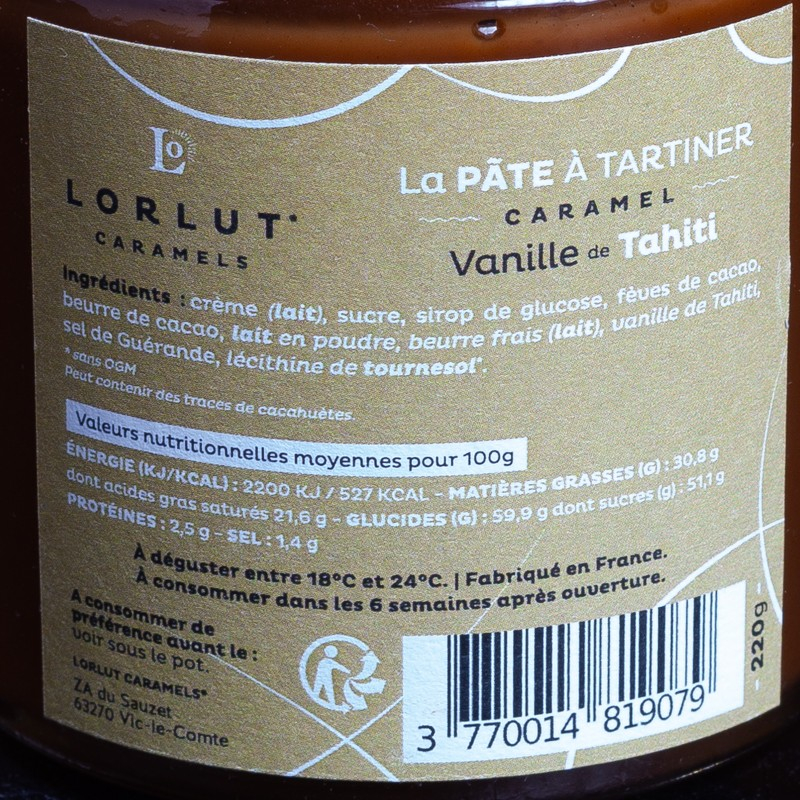 Lo
LORLUT*
CARAMELS
La PÃTE À TARTINER
CARAMEL
Vanille de Tahiti
Ingrédients : crème (lait), sucre, sirop de glucose, fèves de cacao,
beurre de cacao, lait en poudre, beurre frais (lait), vanille de Tahiti,
sel de Guérande, lécithine de tournesol*.
* sans OGM
Peut contenir des traces de cacahuètes.
Valeurs nutritionnelles moyennes pour 100g
ÉNERGIE (KJ/KCAL) : 2200 KJ / 527 KCAL - MATIÈRES GRASSES (G) : 30,8 g
dont acides gras saturés 21,6 g - GLUCIDES (G) : 59,9 g dont sucres (g) : 51,1 g
PROTÉINES : 2,5 g - SEL : 1,4 g
À déguster entre 18°C et 24°C. | Fabriqué en France.
À consommer dans les 6 semaines après ouverture.
A consommer de
préférence avant le :
voir sous le pot.
LORLUT CARAMELS*
ZA du Sauzet
63270 Vic-le-Comte
3 770014 819079
- 220g -